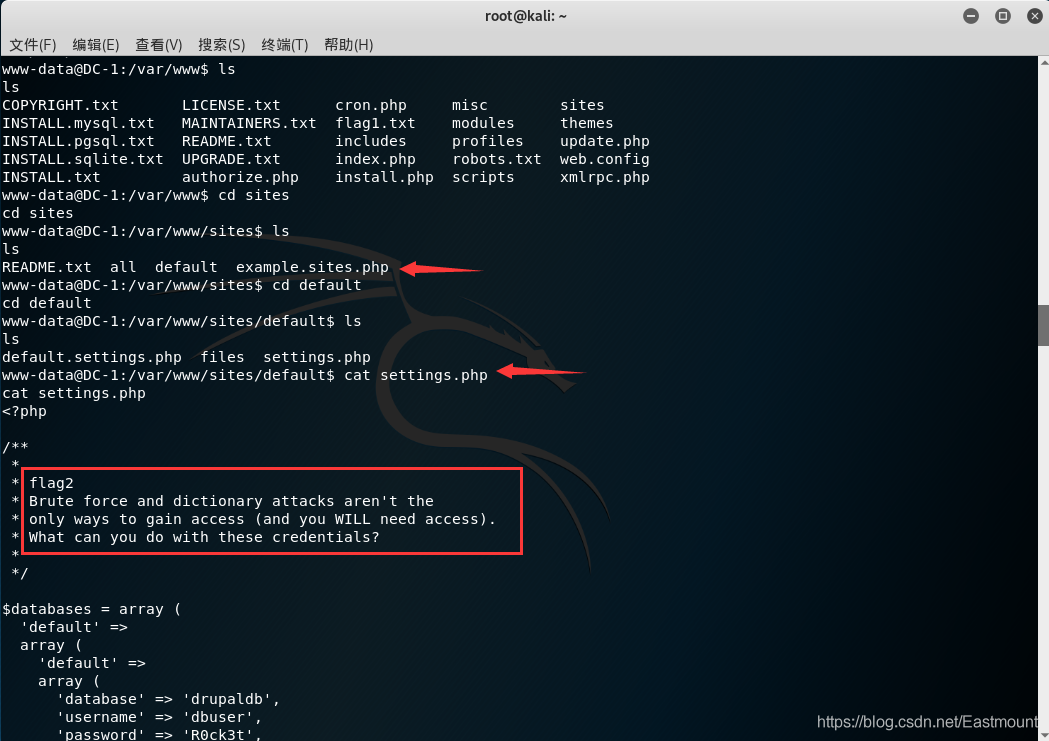 root@kali: ~
文件(F) 编辑(E) 查看(V) 搜索(S) 终端(T) 帮助(H)
www-data@DC-1:/var/www$ ls
ls
COPYRIGHT.txt LICENSE.txt cron.php misc sites
INSTALL.mysql.txt MAINTAINERS.txt flag1.txt modules themes
INSTALL.pgsql.txt README.txt includes profiles update.php
INSTALL.sqlite.txt UPGRADE.txt index.php robots.txt web.config
INSTALL.txt authorize.php install.php scripts xmlrpc.php
www-data@DC-1:/var/www$ cd sites
cd sites
www-data@DC-1:/var/www/sites$ ls
ls
README.txt all default example.sites.php
www-data@DC-1:/var/www/sites$ cd default
cd default
www-data@DC-1:/var/www/sites/default$ ls
ls
default.settings.php files settings.php
www-data@DC-1:/var/www/sites/default$ cat settings.php
cat settings.php
<?php
/**
 *
 * flag2
 * Brute force and dictionary attacks aren't the
 * only ways to gain access (and you WILL need access).
 * What can you do with these credentials?
 *
 */
$databases = array (
  'default' =>
  array (
    'default' =>
    array (
      'database' => 'drupaldb',
      'username' => 'dbuser',
      'password' => 'R0ck3t',
https://blog.csdn.net/Eastmount